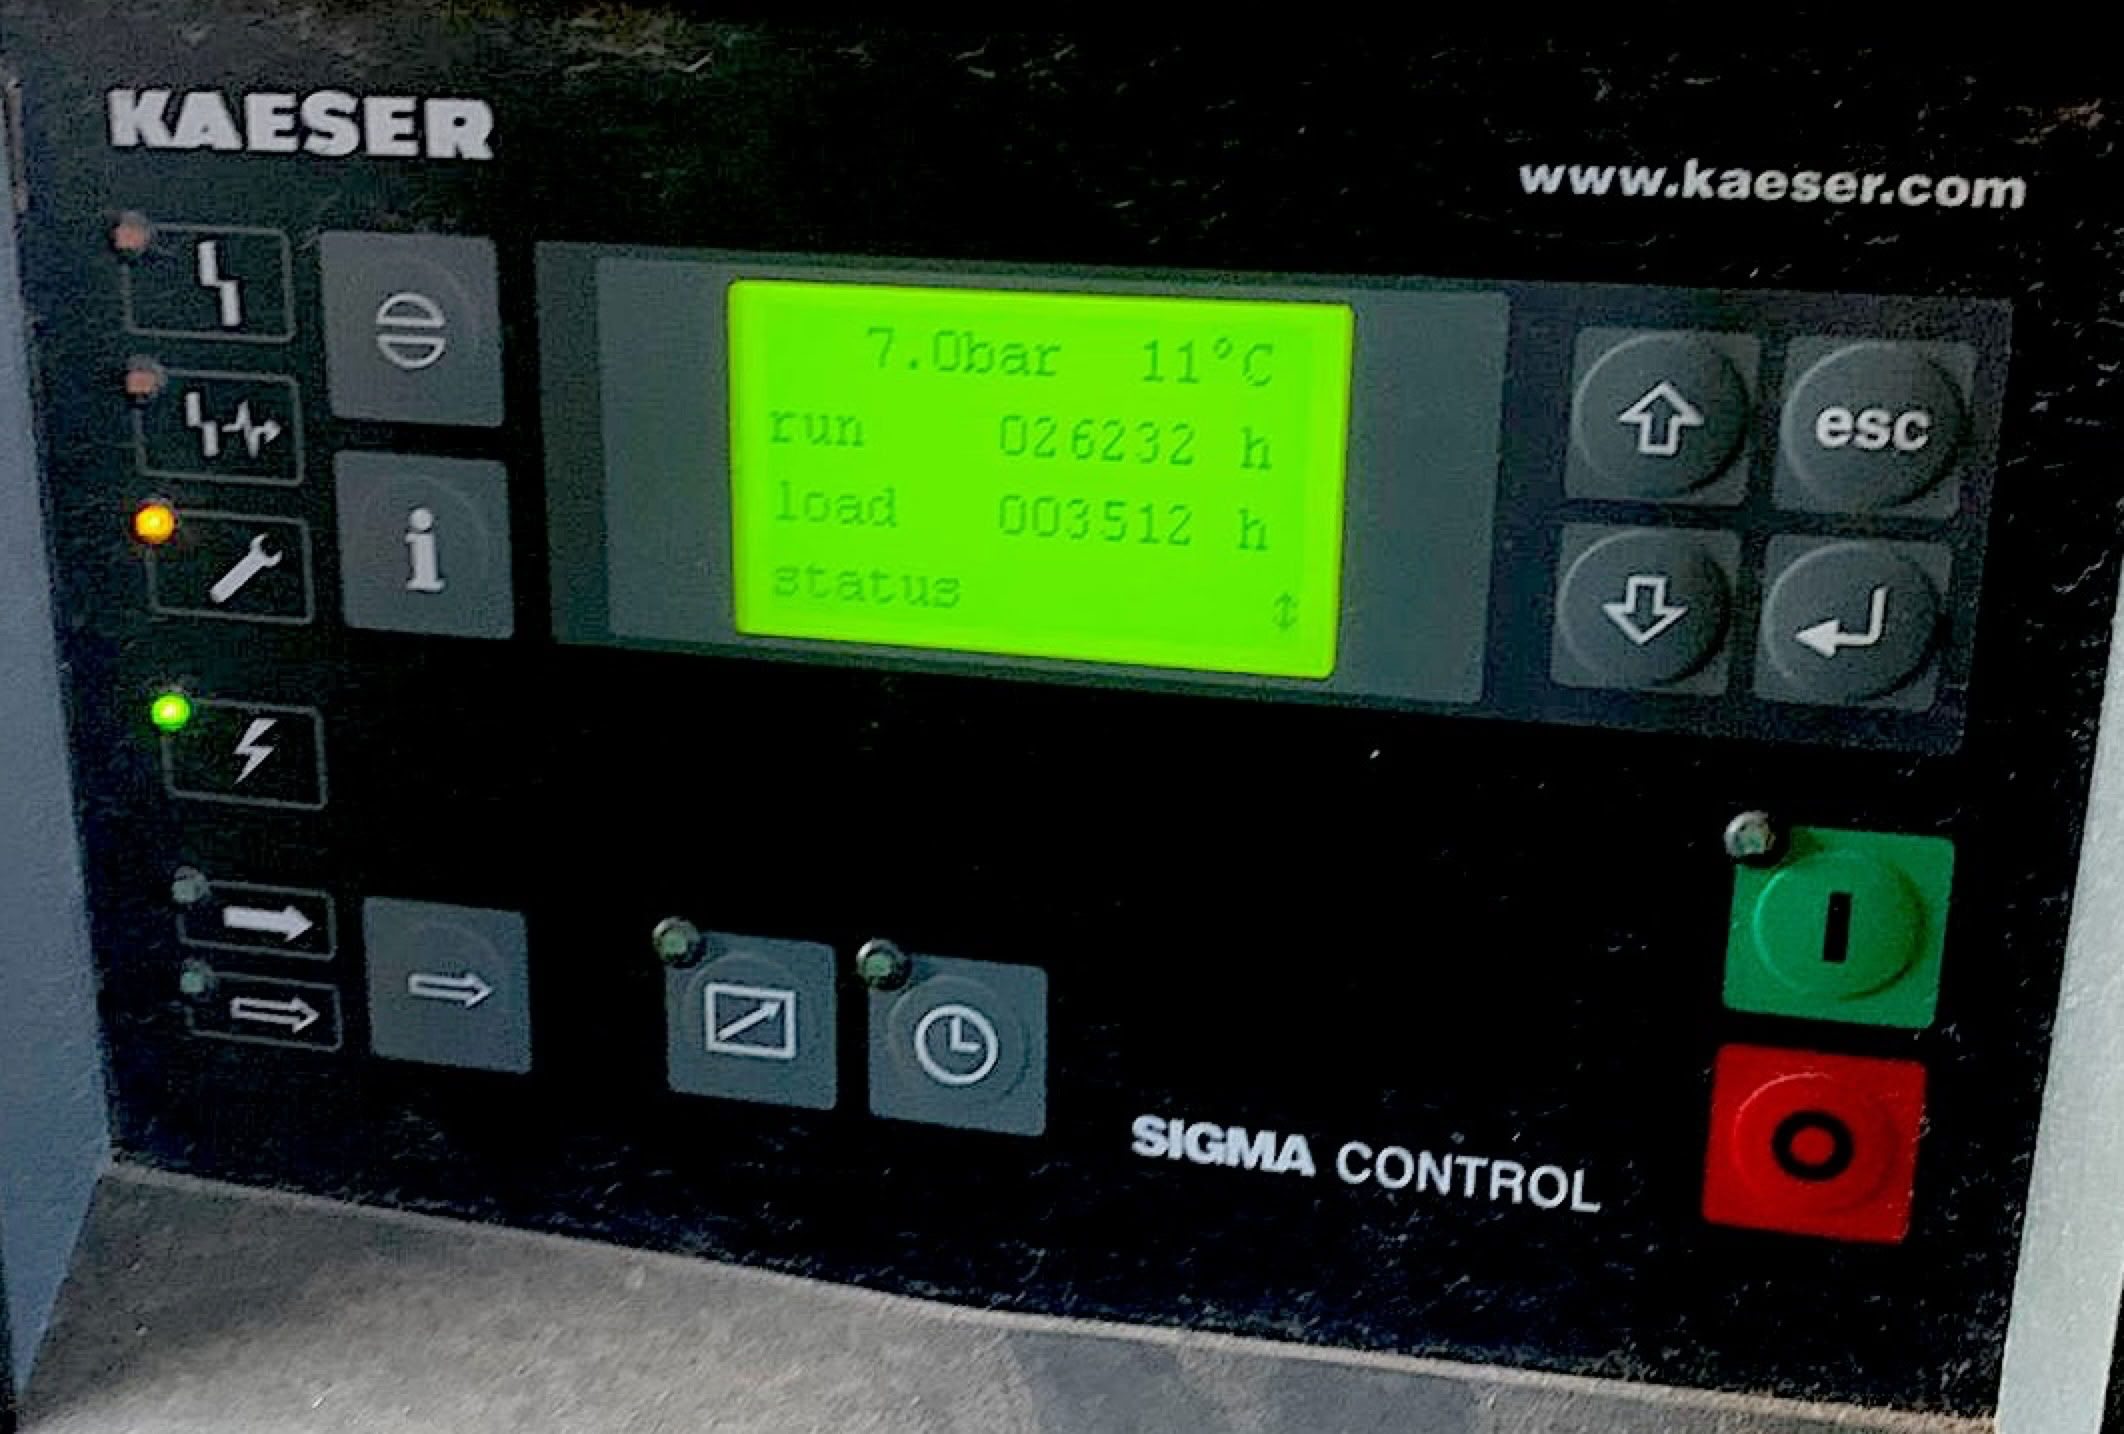 KAESER
www.kaeser.com
7.0bar 11°C
run 026232 h
load 003512 h
status
esc
i
SIGMA CONTROL